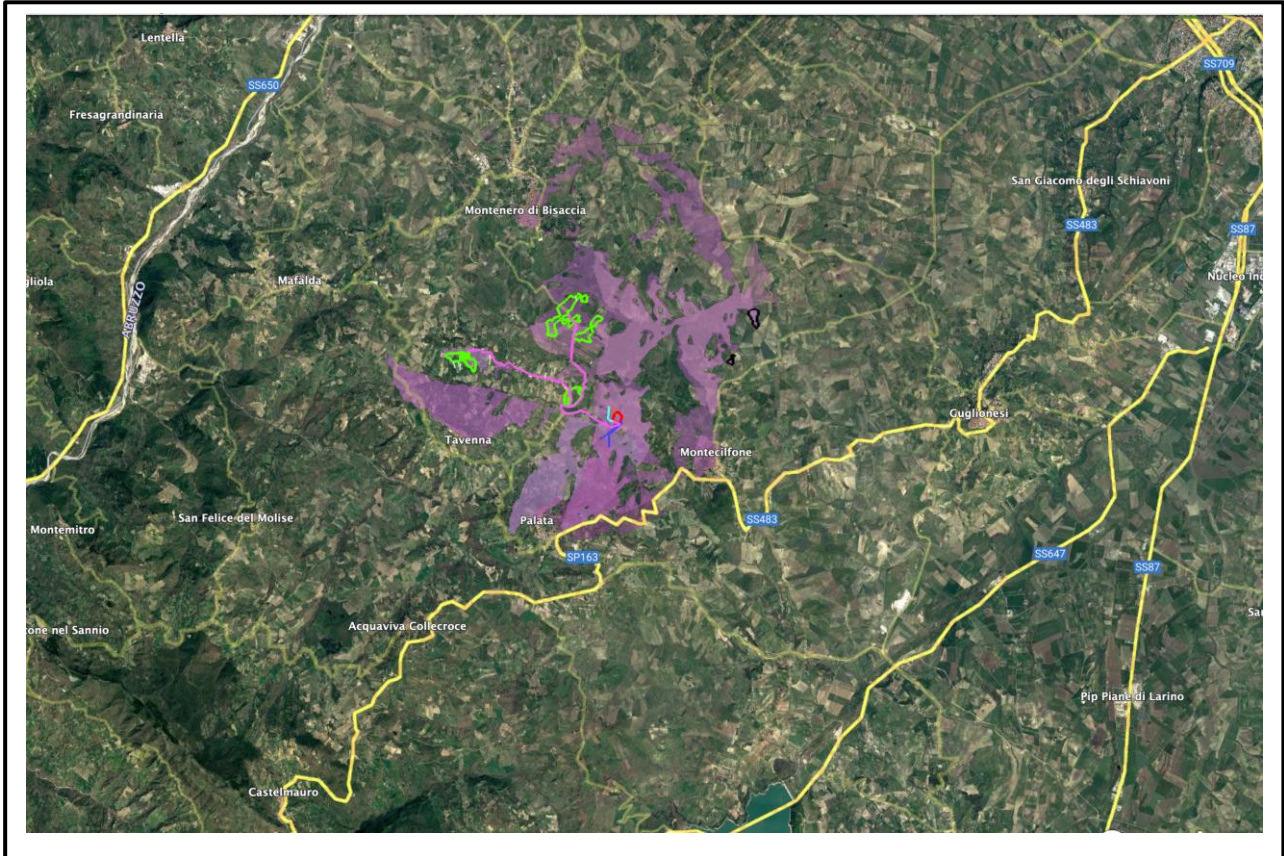 Lentella
SS709
SS650
Fresagrandinaria
San Giacomo degli Schiavoni
Montenero di Bisaccia
SS483
SS87
Nucleo Ind
gliola
Mafalda
ABRUZZO
Guglionesi
Tavenna
Montecilfone
San Felice del Molise
Palata
SS483
Montemitro
SP163
SS647
SS87
San
Acquaviva Collecroce
cone nel Sannio
Pip Piane di Larino
Castelmauro